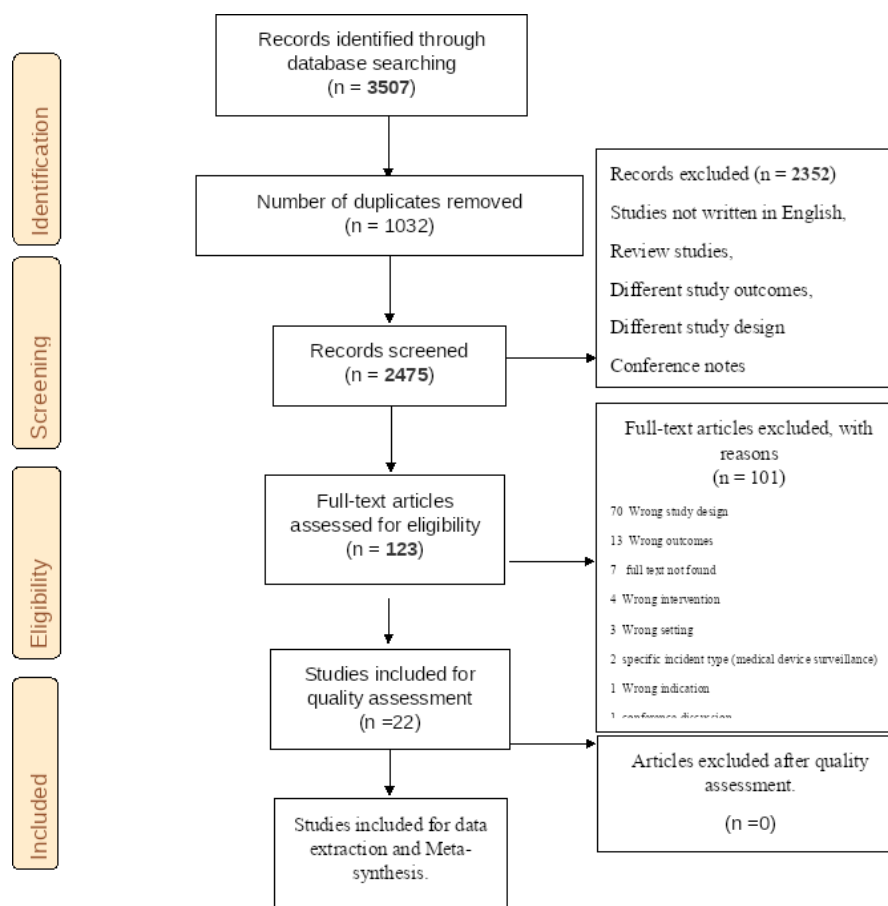 Records identified through
database searching
(n = 3507)
Identification
Number of duplicates removed
(n = 1032)
Records excluded (n = 2352)
Studies not written in English,
Review studies,
Different study outcomes,
Different study design
Conference notes
Screening
Records screened
(n = 2475)
Full-text articles excluded, with
reasons
(n = 101)
70 Wrong study design
13 Wrong outcomes
7 full text not found
4 Wrong intervention
3 Wrong setting
2 specific incident type (medical device surveillance)
1 Wrong indication
1 conference discussion
Eligibility
Full-text articles
assessed for eligibility
(n = 123)
Studies included for
quality assessment
(n =22)
Included
Articles excluded after quality
assessment.
(n =0)
Studies included for data
extraction and Meta-
synthesis.